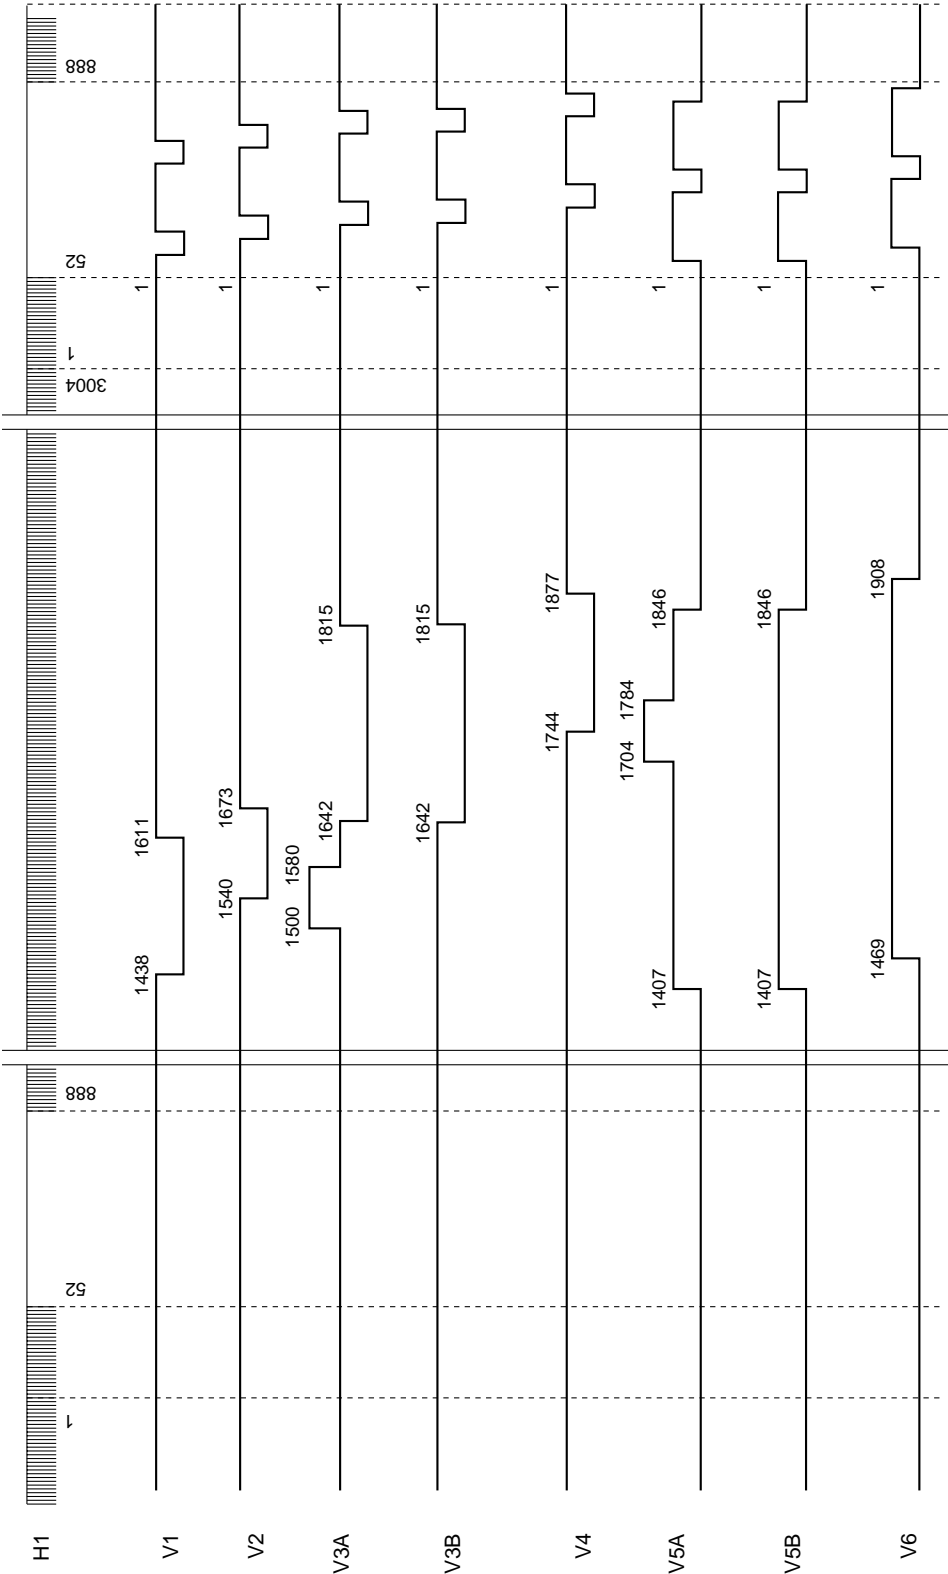 H1
1 52 888 3004 1 52 888
V1 1438 1611 1
V2 1540 1673 1
V3A 1500 1580 1642 1815 1
V3B 1642 1815 1
V4 1744 1877 1
V5A 1407 1704 1784 1846 1
V5B 1407 1846 1
V6 1469 1908 1